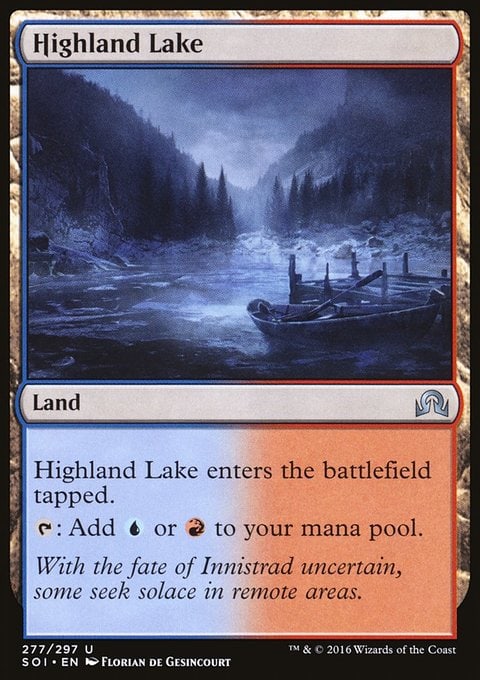 Highland Lake
Land
Highland Lake enters the battlefield
tapped.
: Add or to your mana pool.
With the fate of Innistrad uncertain,
some seek solace in remote areas.
277/297 U
SOI • EN Florian de Gesincourt
™ & © 2016 Wizards of the Coast